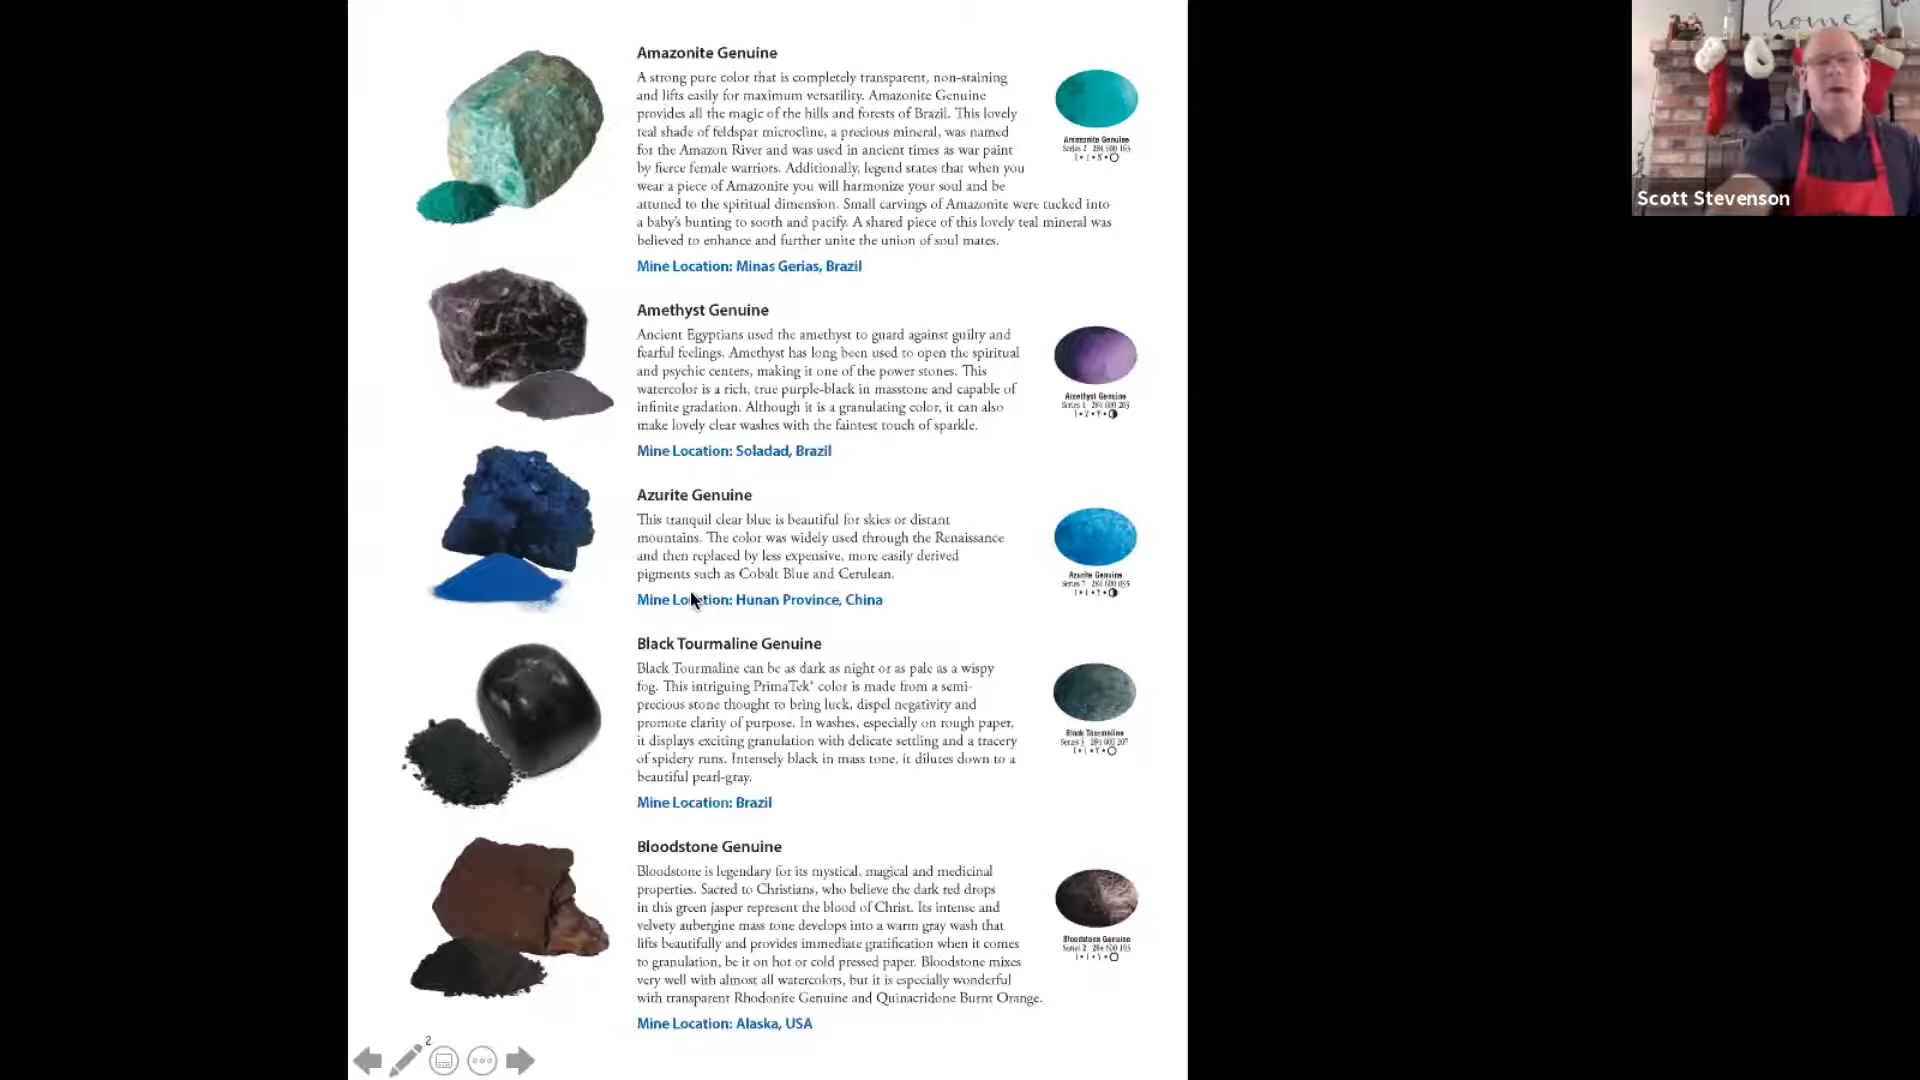 Amazonite Genuine
A strong pure color that is completely transparent, non-staining
and lifts easily for maximum versatility. Amazonite Genuine
provides all the magic of the hills and forests of Brazil. This lovely
teal shade of feldspar microcline, a precious mineral, was named
for the Amazon River and was used in ancient times as war paint
by fierce female warriors. Additionally, legend states that when you
wear a piece of Amazonite you will harmonize your soul and be
attuned to the spiritual dimension. Small carvings of Amazonite were tucked into
a baby's bunting to sooth and pacify. A shared piece of this lovely teal mineral was
believed to enhance and further unite the union of soul mates.
Mine Location: Minas Gerias, Brazil
Amazonite Genuine
Series 2
Amethyst Genuine
Ancient Egyptians used the amethyst to guard against guilty and
fearful feelings. Amethyst has long been used to open the spiritual
and psychic centers, making it one of the power stones. This
watercolor is a rich, true purple-black in masstone and capable of
infinite gradation. Although it is a granulating color, it can also
make lovely clear washes with the faintest touch of sparkle.
Mine Location: Soladad, Brazil
Amethyst Genuine
Azurite Genuine
This tranquil clear blue is beautiful for skies or distant
mountains. The color was widely used through the Renaissance
and then replaced by less expensive, more easily derived
pigments such as Cobalt Blue and Cerulean.
Mine Location: Hunan Province, China
Azurite Genuine
Black Tourmaline Genuine
Black Tourmaline can be as dark as night or as pale as a wispy
fog. This intriguing PrimaTek® color is made from a semi-
precious stone thought to bring luck, dispel negativity and
promote clarity of purpose. In washes, especially on rough paper,
it displays exciting granulation with delicate settling and a tracery
of spidery runs. Intensely black in mass tone, it dilutes down to a
beautiful pearl-gray.
Mine Location: Brazil
Black Tourmaline
Bloodstone Genuine
Bloodstone is legendary for its mystical, magical and medicinal
properties. Sacred to Christians, who believe the dark red drops
in this green jasper represent the blood of Christ. Its intense and
velvety aubergine mass tone develops into a warm gray wash that
lifts beautifully and provides immediate gratification when it comes
to granulation, be it on hot or cold pressed paper. Bloodstone mixes
very well with almost all watercolors, but it is especially wonderful
with transparent Rhodonite Genuine and Quinacridone Burnt Orange.
Mine Location: Alaska, USA
Bloodstone Genuine
Series 2
2
home
Scott Stevenson